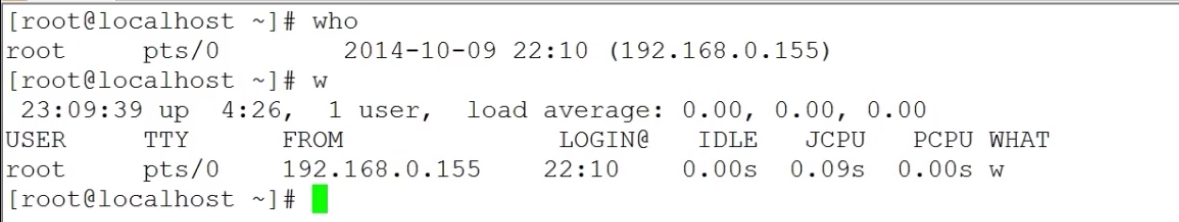 [root@localhost ~]# who
root     pts/0        2014-10-09 22:10 (192.168.0.155)
[root@localhost ~]# w
 23:09:39 up  4:26,  1 user,  load average: 0.00, 0.00, 0.00
USER     TTY      FROM              LOGIN@   IDLE   JCPU   PCPU WHAT
root     pts/0    192.168.0.155    22:10    0.00s  0.09s  0.00s w
[root@localhost ~]#